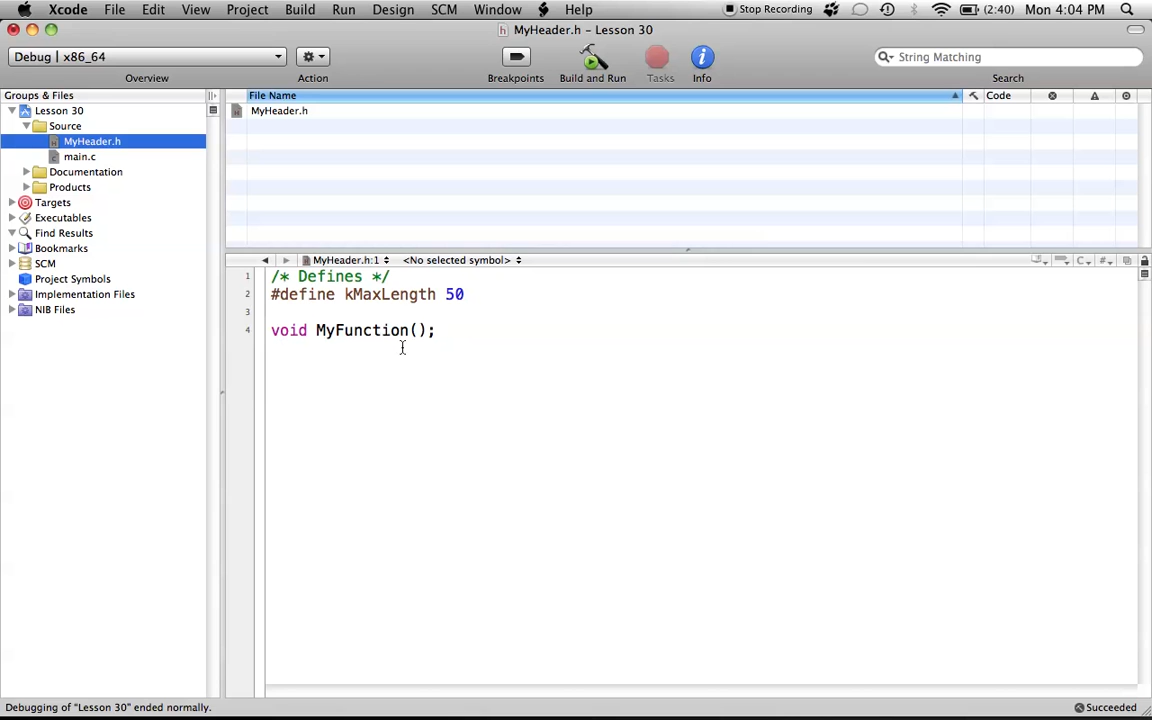 Xcode File Edit View Project Build Run Design SCM Window Help Stop Recording (2:40) Mon 4:04 PM
MyHeader.h – Lesson 30
Debug | x86_64
String Matching
Overview Action Breakpoints Build and Run Tasks Info Search
Groups & Files File Name Code
Lesson 30 MyHeader.h
Source
MyHeader.h
main.c
Documentation
Products
Targets
Executables
Find Results
Bookmarks
MyHeader.h:1 <No selected symbol>
SCM
Project Symbols
Implementation Files
NIB Files
1 /* Defines */
2 #define kMaxLength 50
3
4 void MyFunction();
Debugging of "Lesson 30" ended normally. Succeeded